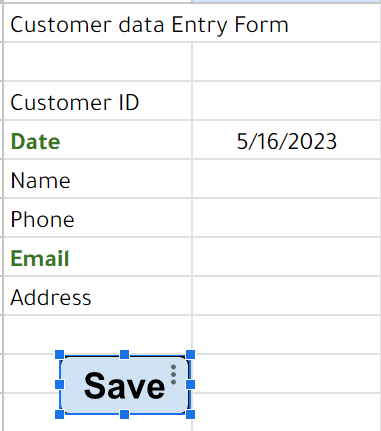 Customer data Entry Form
Customer ID
Date 5/16/2023
Name
Phone
Email
Address
Save